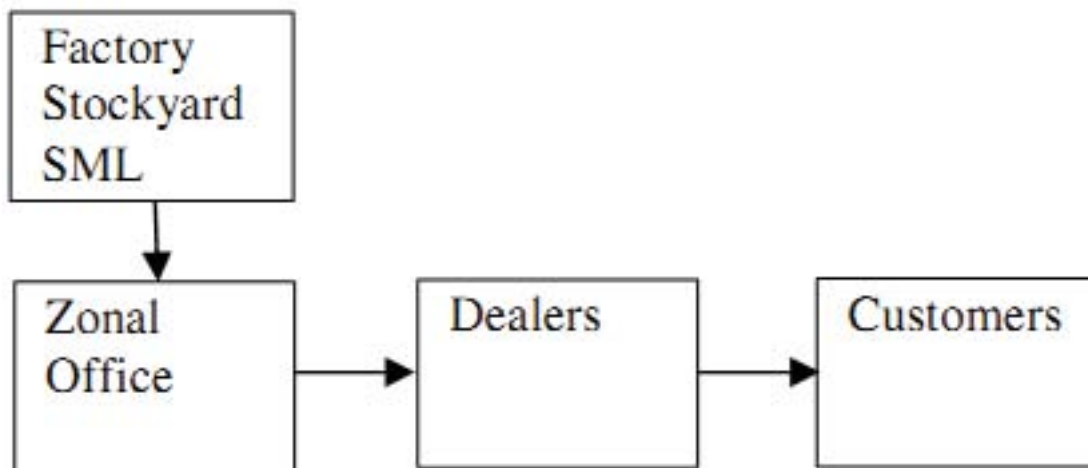 Factory
Stockyard
SML
Zonal
Office
Dealers
Customers